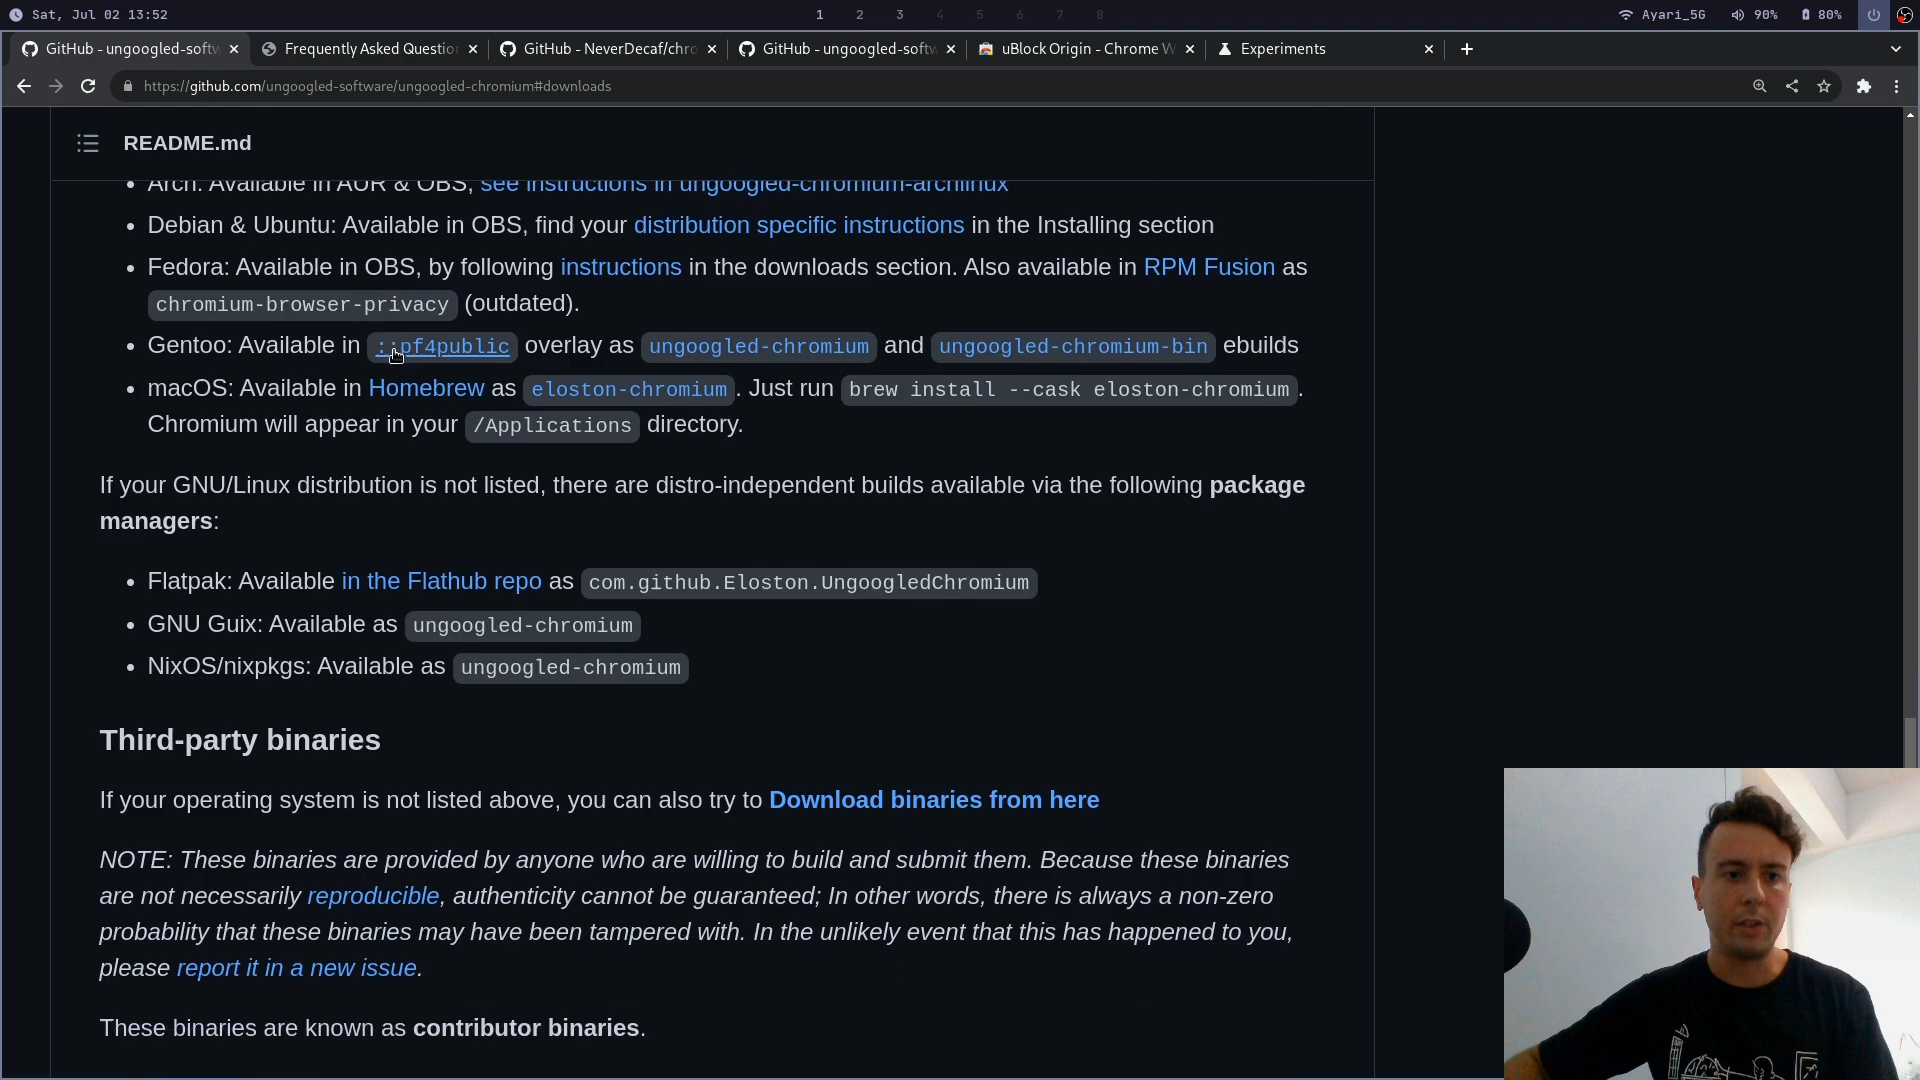 Sat, Jul 02 13:52
1 2 3 4 5 6 7 8
Ayari_5G 90% 80%
GitHub - ungoogled-softw
Frequently Asked Questio
GitHub - NeverDecaf/chro
GitHub - ungoogled-softw
uBlock Origin - Chrome W
Experiments
https://github.com/ungoogled-software/ungoogled-chromium#downloads
README.md
Arch: Available in AUR & OBS, see instructions in ungoogled-chromium-archlinux
Debian & Ubuntu: Available in OBS, find your distribution specific instructions in the Installing section
Fedora: Available in OBS, by following instructions in the downloads section. Also available in RPM Fusion as
chromium-browser-privacy (outdated).
Gentoo: Available in ::pf4public overlay as ungoogled-chromium and ungoogled-chromium-bin ebuilds
macOS: Available in Homebrew as eloston-chromium. Just run brew install --cask eloston-chromium.
Chromium will appear in your /Applications directory.
If your GNU/Linux distribution is not listed, there are distro-independent builds available via the following package
managers:
Flatpak: Available in the Flathub repo as com.github.Eloston.UngoogledChromium
GNU Guix: Available as ungoogled-chromium
NixOS/nixpkgs: Available as ungoogled-chromium
Third-party binaries
If your operating system is not listed above, you can also try to Download binaries from here
NOTE: These binaries are provided by anyone who are willing to build and submit them. Because these binaries
are not necessarily reproducible, authenticity cannot be guaranteed; In other words, there is always a non-zero
probability that these binaries may have been tampered with. In the unlikely event that this has happened to you,
please report it in a new issue.
These binaries are known as contributor binaries.